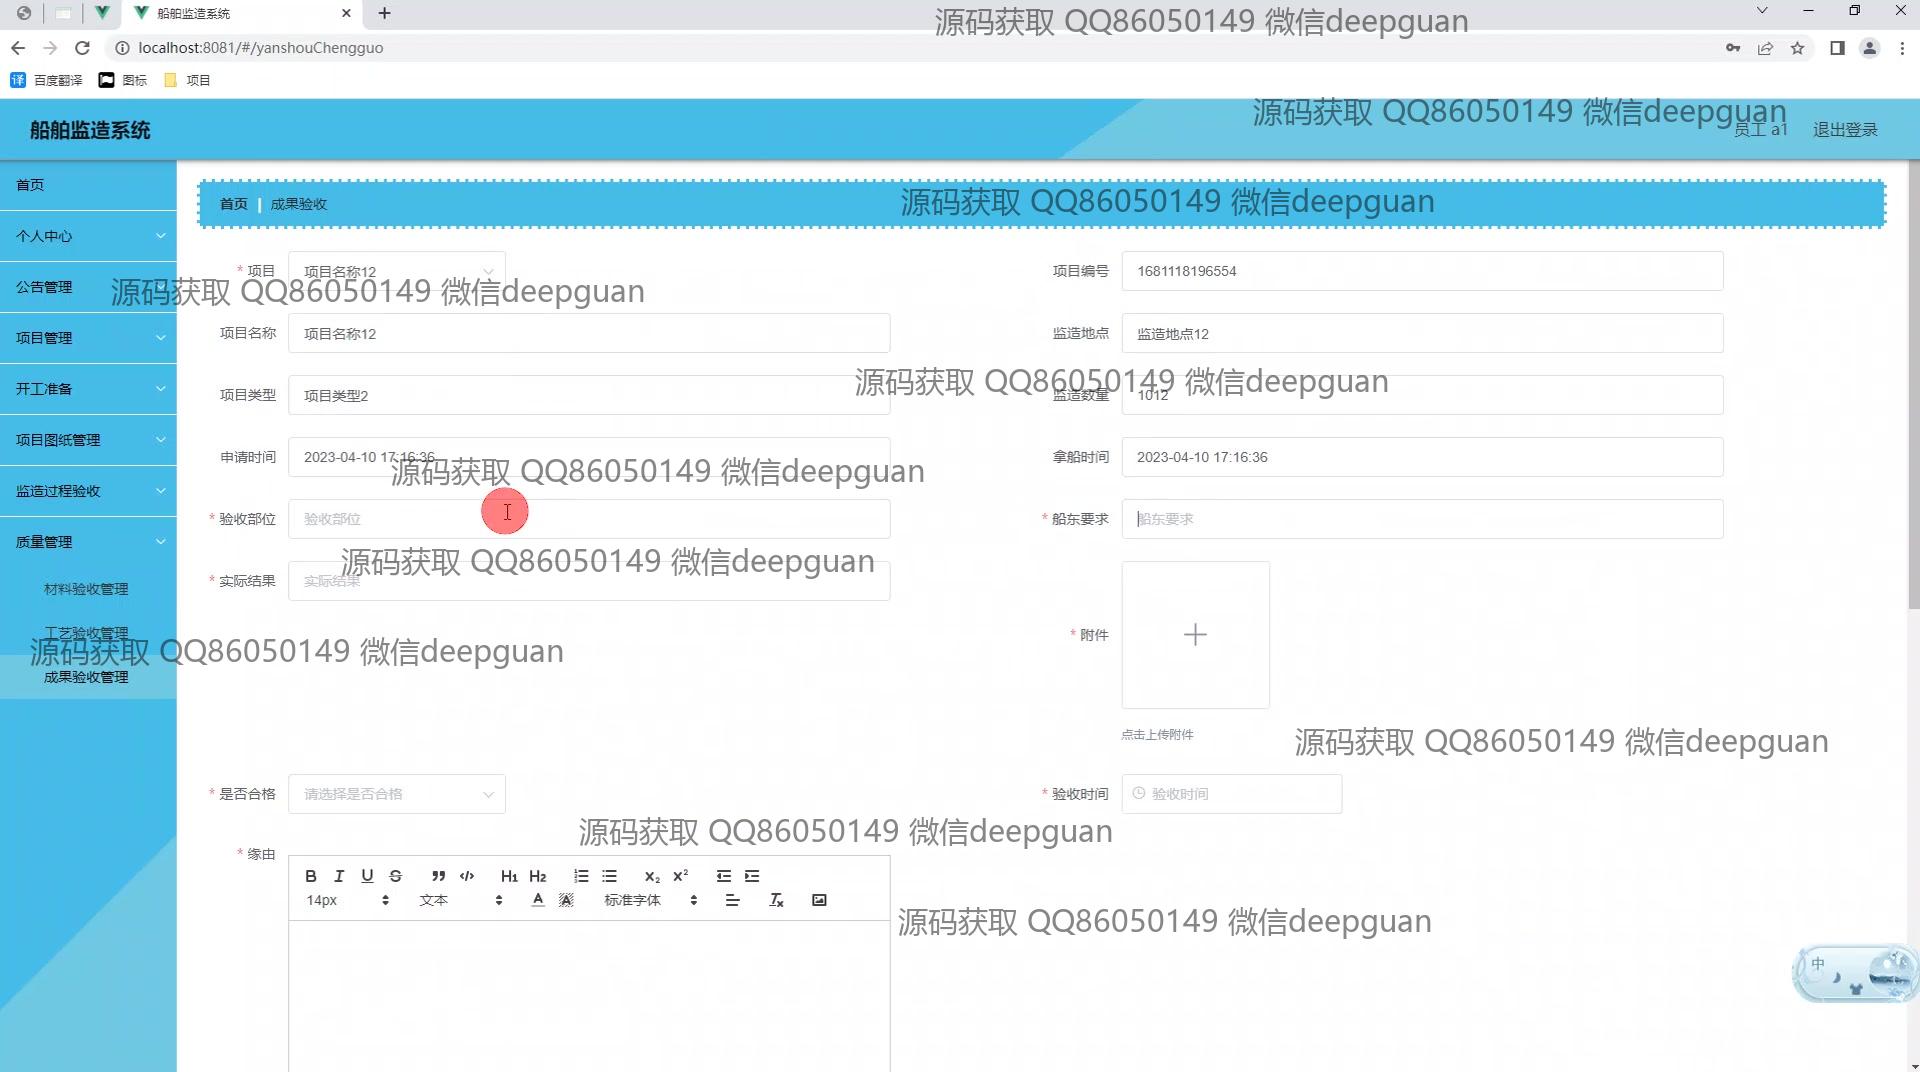 船舶监造系统
源码获取 QQ86050149 微信deepguan
localhost:8081/#/yanshouChengguo
译 百度翻译 图标 项目
源码获取 QQ86050149 微信deepguan
船舶监造系统
员工 a1 退出登录
首页
首页 | 成果验收
源码获取 QQ86050149 微信deepguan
个人中心
* 项目 项目名称12
项目编号 1681118196554
公告管理
源码获取 QQ86050149 微信deepguan
项目管理
项目名称 项目名称12
监造地点 监造地点12
开工准备
项目类型 项目类型2
源码获取 QQ86050149 微信deepguan
监造数量 1012
项目图纸管理
申请时间 2023-04-10 17:16:36
拿船时间 2023-04-10 17:16:36
源码获取 QQ86050149 微信deepguan
监造过程验收
* 验收部位 验收部位
* 船东要求 船东要求
质量管理
源码获取 QQ86050149 微信deepguan
* 实际结果 实际结果
材料验收管理
工艺验收管理
* 附件
源码获取 QQ86050149 微信deepguan
成果验收管理
点击上传附件
源码获取 QQ86050149 微信deepguan
* 是否合格 请选择是否合格
* 验收时间 验收时间
源码获取 QQ86050149 微信deepguan
* 缘由
B I U S H1 H2 X2 X2
14px 文本 A A 标准字体 Tx
源码获取 QQ86050149 微信deepguan
中